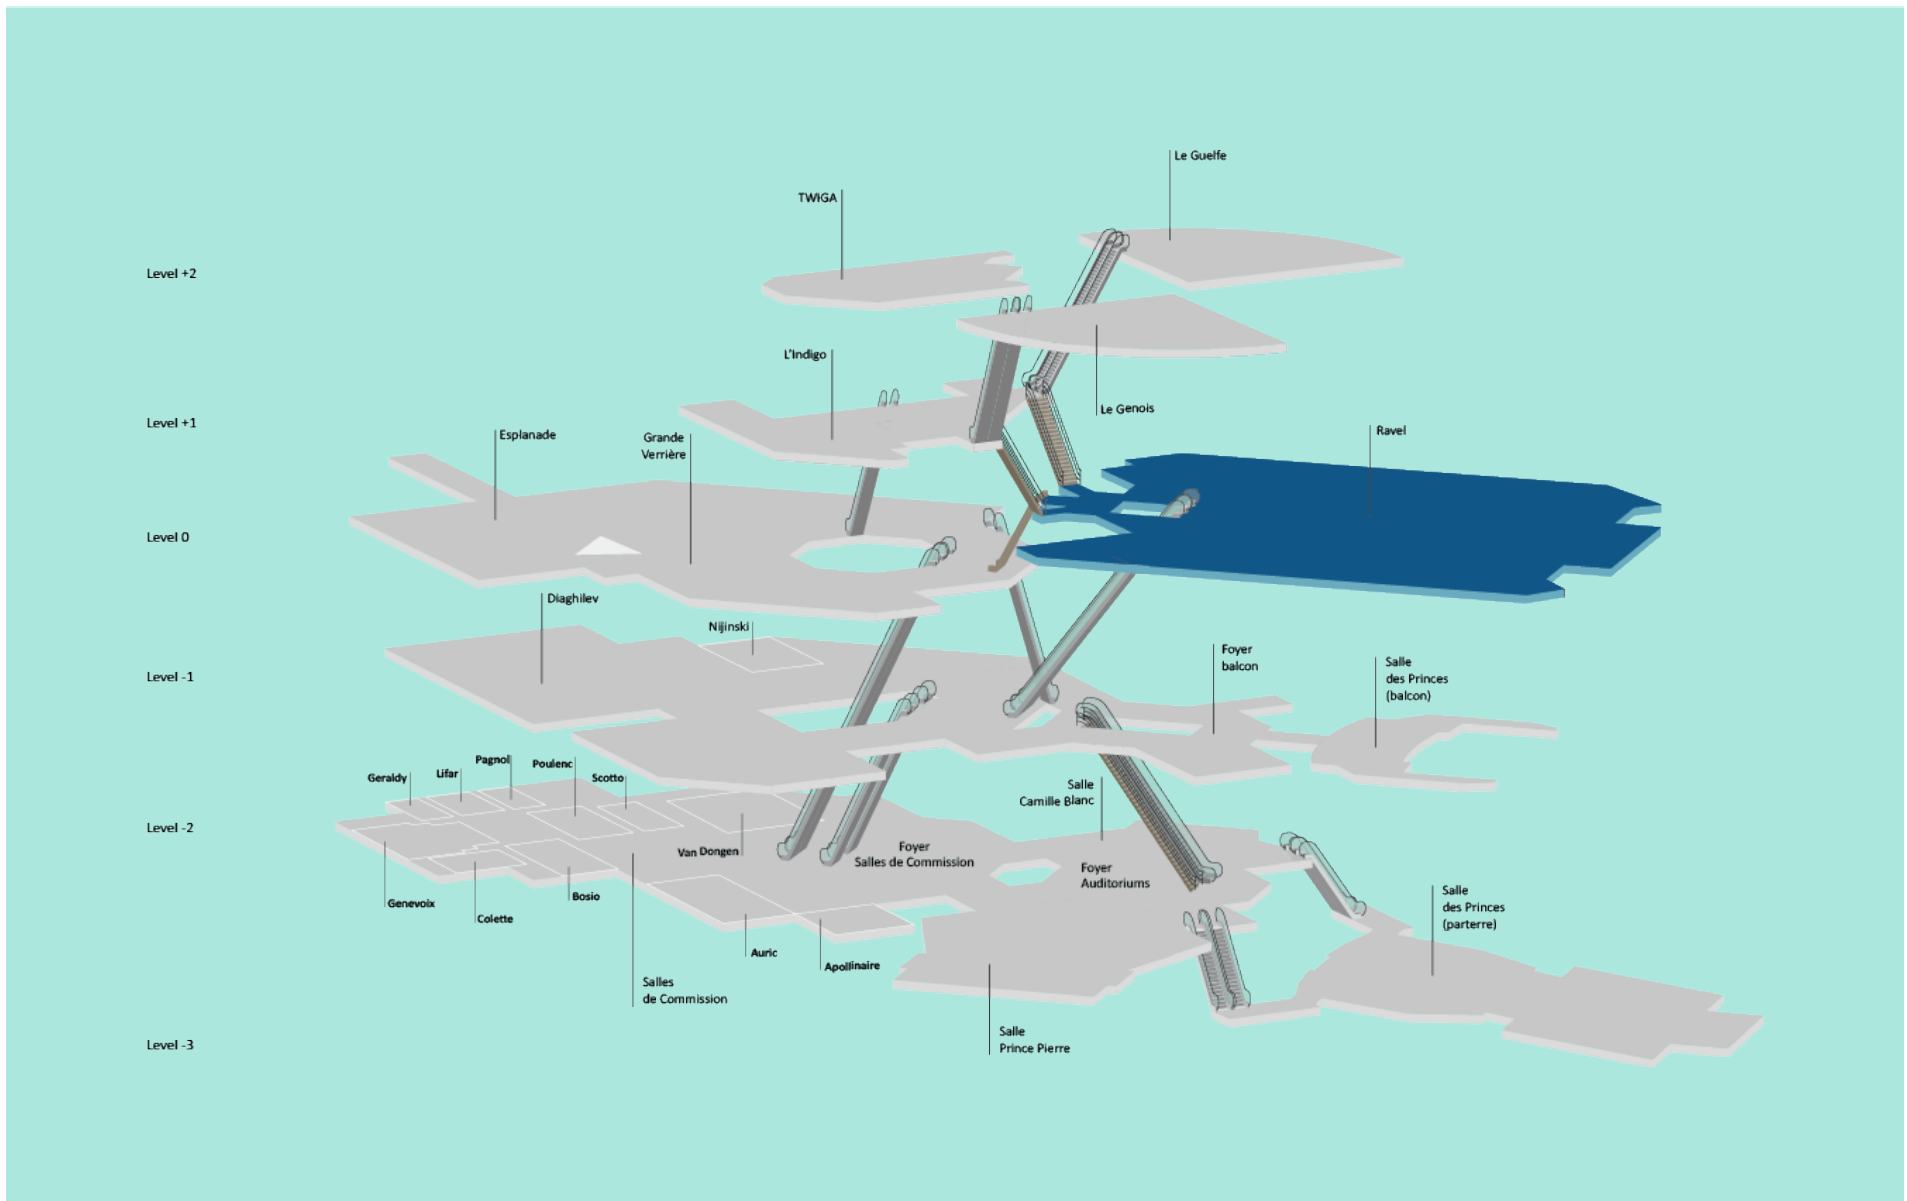 Le Guelfe
TWIGA
Level +2
L'Indigo
Le Genois
Level +1
Esplanade
Grande
Verrière
Ravel
Level 0
Diaghilev
Nijinski
Foyer
balcon
Salle
des Princes
(balcon)
Level -1
Geraldy
Lifar
Pagnol
Poulenc
Scotto
Salle
Camille Blanc
Level -2
Van Dongen
Foyer
Salles de Commission
Foyer
Auditoriums
Genevoix
Colette
Bosio
Auric
Apollinaire
Salle
des Princes
(parterre)
Salles
de Commission
Salle
Prince Pierre
Level -3